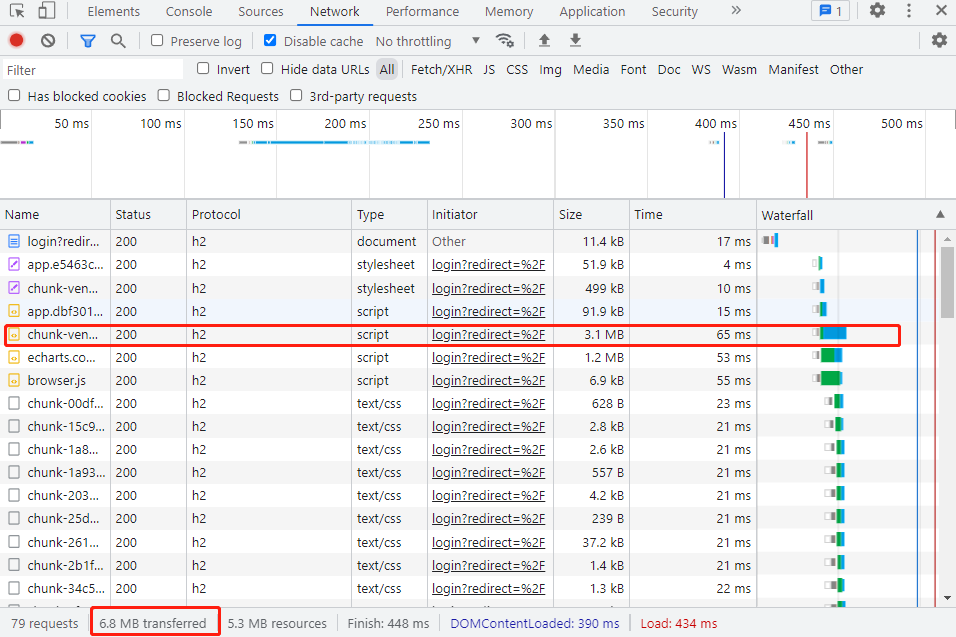 Elements Console Sources Network Performance Memory Application Security » 1
Preserve log Disable cache No throttling
Filter Invert Hide data URLs All Fetch/XHR JS CSS Img Media Font Doc WS Wasm Manifest Other
Has blocked cookies Blocked Requests 3rd-party requests
50 ms 100 ms 150 ms 200 ms 250 ms 300 ms 350 ms 400 ms 450 ms 500 ms
Name Status Protocol Type Initiator Size Time Waterfall
login?redir... 200 h2 document Other 11.4 kB 17 ms
app.e5463c... 200 h2 stylesheet login?redirect=%2F 51.9 kB 4 ms
chunk-ven... 200 h2 stylesheet login?redirect=%2F 499 kB 10 ms
app.dbf301... 200 h2 script login?redirect=%2F 91.9 kB 15 ms
chunk-ven... 200 h2 script login?redirect=%2F 3.1 MB 65 ms
echarts.co... 200 h2 script login?redirect=%2F 1.2 MB 53 ms
browser.js 200 h2 script login?redirect=%2F 6.9 kB 55 ms
chunk-00df... 200 h2 text/css login?redirect=%2F 628 B 23 ms
chunk-15c9... 200 h2 text/css login?redirect=%2F 2.8 kB 21 ms
chunk-1a8... 200 h2 text/css login?redirect=%2F 2.6 kB 21 ms
chunk-1a93... 200 h2 text/css login?redirect=%2F 557 B 21 ms
chunk-203... 200 h2 text/css login?redirect=%2F 4.2 kB 21 ms
chunk-25d... 200 h2 text/css login?redirect=%2F 239 B 21 ms
chunk-261... 200 h2 text/css login?redirect=%2F 37.2 kB 21 ms
chunk-2b1f... 200 h2 text/css login?redirect=%2F 1.4 kB 21 ms
chunk-34c5... 200 h2 text/css login?redirect=%2F 1.3 kB 22 ms
79 requests 6.8 MB transferred 5.3 MB resources Finish: 448 ms DOMContentLoaded: 390 ms Load: 434 ms